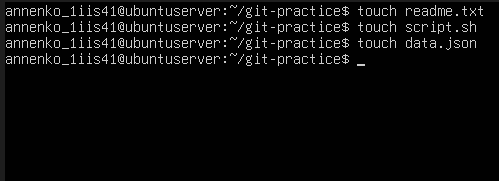 annenko_1iis41@ubuntuserver:~/git-practice$ touch readme.txt
annenko_1iis41@ubuntuserver:~/git-practice$ touch script.sh
annenko_1iis41@ubuntuserver:~/git-practice$ touch data.json
annenko_1iis41@ubuntuserver:~/git-practice$ _